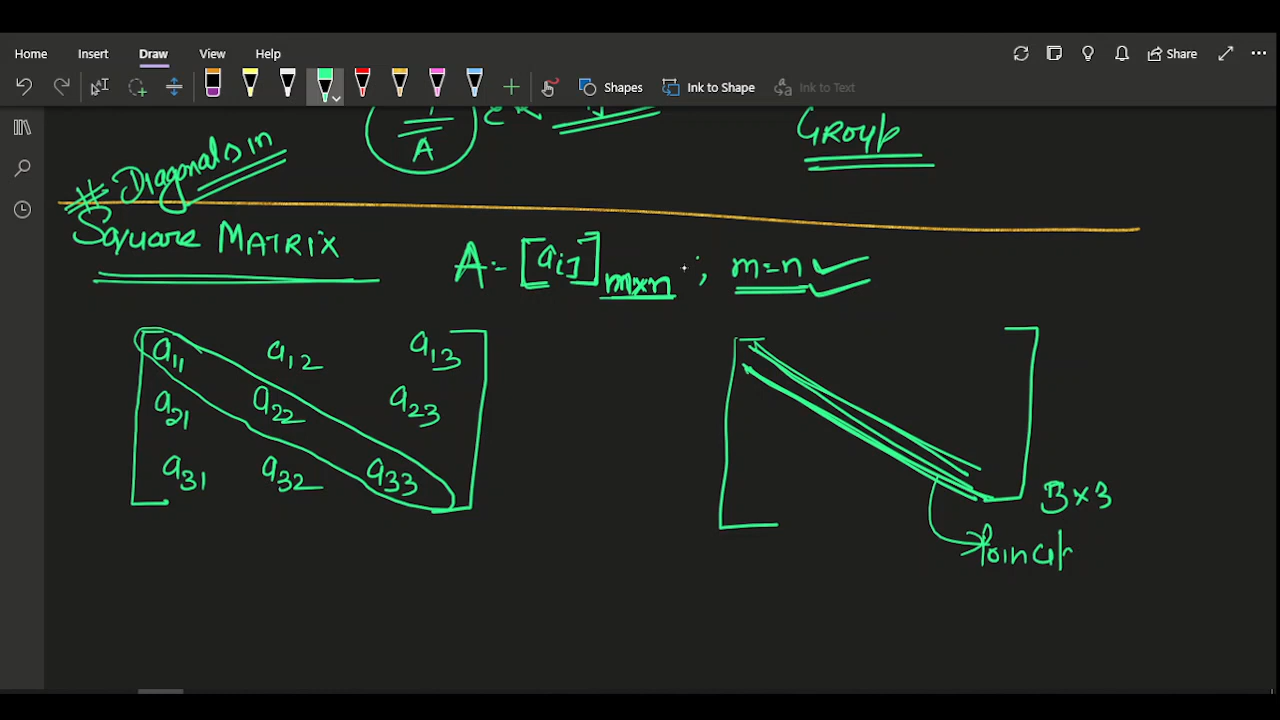 Home Insert Draw View Help
Share
Shapes Ink to Shape Ink to Text
A
GROUP
# Diagonals in
Square MATRIX
A = [aij]m×n ; m=n
a11 a12 a13
a21 a22 a23
a31 a32 a33
3×3